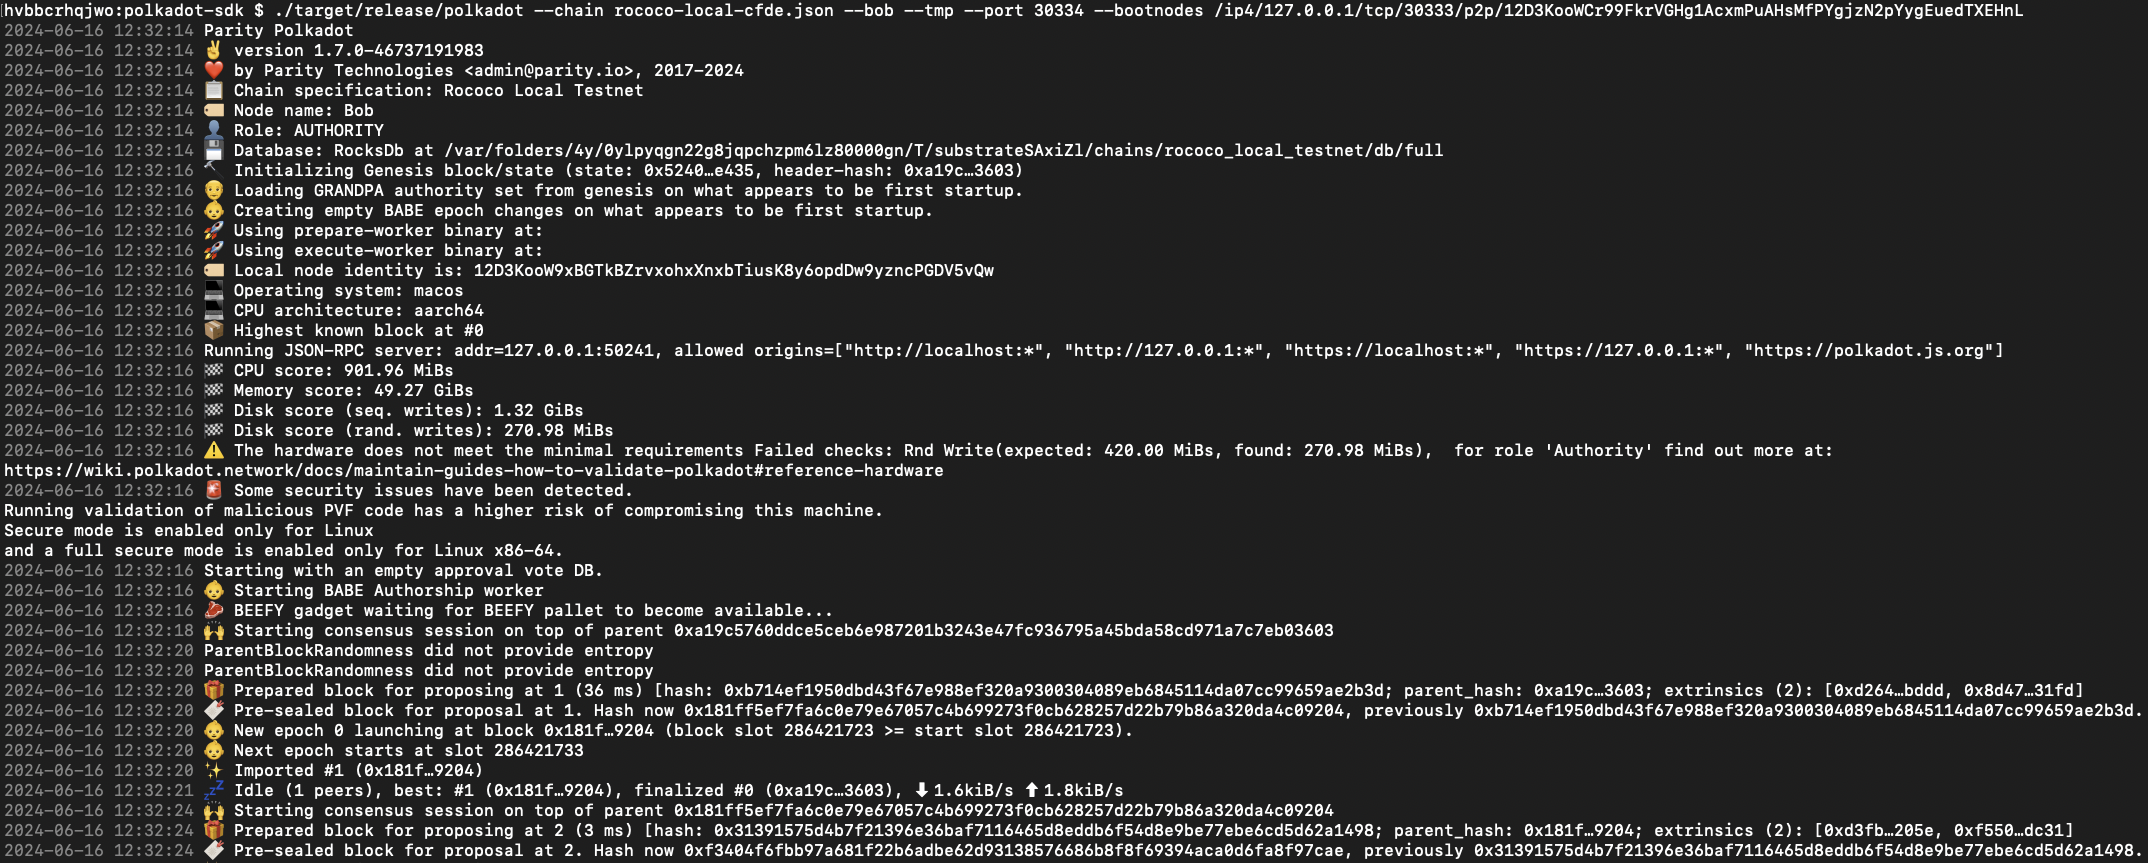 hvbbcrhqjwo:polkadot-sdk $ ./target/release/polkadot --chain rococo-local-cfde.json --bob --tmp --port 30334 --bootnodes /ip4/127.0.0.1/tcp/30333/p2p/12D3KooWCr99FkrVGHg1AcxmPuAHsMfPYgjzN2pYygEuedTXEHnL
2024-06-16 12:32:14 Parity Polkadot
2024-06-16 12:32:14 ✌️ version 1.7.0-46737191983
2024-06-16 12:32:14 ❤️ by Parity Technologies <admin@parity.io>, 2017-2024
2024-06-16 12:32:14 📋 Chain specification: Rococo Local Testnet
2024-06-16 12:32:14 🏷 Node name: Bob
2024-06-16 12:32:14 👤 Role: AUTHORITY
2024-06-16 12:32:14 💾 Database: RocksDb at /var/folders/4y/0ylpyqgn22g8jqpchzpm6lz80000gn/T/substrateSAxiZl/chains/rococo_local_testnet/db/full
2024-06-16 12:32:16 🔨 Initializing Genesis block/state (state: 0x5240…e435, header-hash: 0xa19c…3603)
2024-06-16 12:32:16 👴 Loading GRANDPA authority set from genesis on what appears to be first startup.
2024-06-16 12:32:16 👶 Creating empty BABE epoch changes on what appears to be first startup.
2024-06-16 12:32:16 🚀 Using prepare-worker binary at:
2024-06-16 12:32:16 🚀 Using execute-worker binary at:
2024-06-16 12:32:16 🏷 Local node identity is: 12D3KooW9xBGTkBZrvxohxXnxbTiusK8y6opdDw9yzncPGDV5vQw
2024-06-16 12:32:16 💻 Operating system: macos
2024-06-16 12:32:16 💻 CPU architecture: aarch64
2024-06-16 12:32:16 📦 Highest known block at #0
2024-06-16 12:32:16 Running JSON-RPC server: addr=127.0.0.1:50241, allowed origins=["http://localhost:*", "http://127.0.0.1:*", "https://localhost:*", "https://127.0.0.1:*", "https://polkadot.js.org"]
2024-06-16 12:32:16 🏁 CPU score: 901.96 MiBs
2024-06-16 12:32:16 🏁 Memory score: 49.27 GiBs
2024-06-16 12:32:16 🏁 Disk score (seq. writes): 1.32 GiBs
2024-06-16 12:32:16 🏁 Disk score (rand. writes): 270.98 MiBs
2024-06-16 12:32:16 ⚠️ The hardware does not meet the minimal requirements Failed checks: Rnd Write(expected: 420.00 MiBs, found: 270.98 MiBs),  for role 'Authority' find out more at:
https://wiki.polkadot.network/docs/maintain-guides-how-to-validate-polkadot#reference-hardware
2024-06-16 12:32:16 🚨 Some security issues have been detected.
Running validation of malicious PVF code has a higher risk of compromising this machine.
Secure mode is enabled only for Linux
and a full secure mode is enabled only for Linux x86-64.
2024-06-16 12:32:16 Starting with an empty approval vote DB.
2024-06-16 12:32:16 👶 Starting BABE Authorship worker
2024-06-16 12:32:16 🥩 BEEFY gadget waiting for BEEFY pallet to become available...
2024-06-16 12:32:18 🙌 Starting consensus session on top of parent 0xa19c5760ddce5ceb6e987201b3243e47fc936795a45bda58cd971a7c7eb03603
2024-06-16 12:32:20 ParentBlockRandomness did not provide entropy
2024-06-16 12:32:20 ParentBlockRandomness did not provide entropy
2024-06-16 12:32:20 🎁 Prepared block for proposing at 1 (36 ms) [hash: 0xb714ef1950dbd43f67e988ef320a9300304089eb6845114da07cc99659ae2b3d; parent_hash: 0xa19c…3603; extrinsics (2): [0xd264…bddd, 0x8d47…31fd]
2024-06-16 12:32:20 🔖 Pre-sealed block for proposal at 1. Hash now 0x181ff5ef7fa6c0e79e67057c4b699273f0cb628257d22b79b86a320da4c09204, previously 0xb714ef1950dbd43f67e988ef320a9300304089eb6845114da07cc99659ae2b3d.
2024-06-16 12:32:20 👶 New epoch 0 launching at block 0x181f…9204 (block slot 286421723 >= start slot 286421723).
2024-06-16 12:32:20 👶 Next epoch starts at slot 286421733
2024-06-16 12:32:20 ✨ Imported #1 (0x181f…9204)
2024-06-16 12:32:21 💤 Idle (1 peers), best: #1 (0x181f…9204), finalized #0 (0xa19c…3603), ⬇ 1.6kiB/s ⬆ 1.8kiB/s
2024-06-16 12:32:24 🙌 Starting consensus session on top of parent 0x181ff5ef7fa6c0e79e67057c4b699273f0cb628257d22b79b86a320da4c09204
2024-06-16 12:32:24 🎁 Prepared block for proposing at 2 (3 ms) [hash: 0x31391575d4b7f21396e36baf7116465d8eddb6f54d8e9be77ebe6cd5d62a1498; parent_hash: 0x181f…9204; extrinsics (2): [0xd3fb…205e, 0xf550…dc31]
2024-06-16 12:32:24 🔖 Pre-sealed block for proposal at 2. Hash now 0xf3404f6fbb97a681f22b6adbe62d93138576686b8f8f69394aca0d6fa8f97cae, previously 0x31391575d4b7f21396e36baf7116465d8eddb6f54d8e9be77ebe6cd5d62a1498.